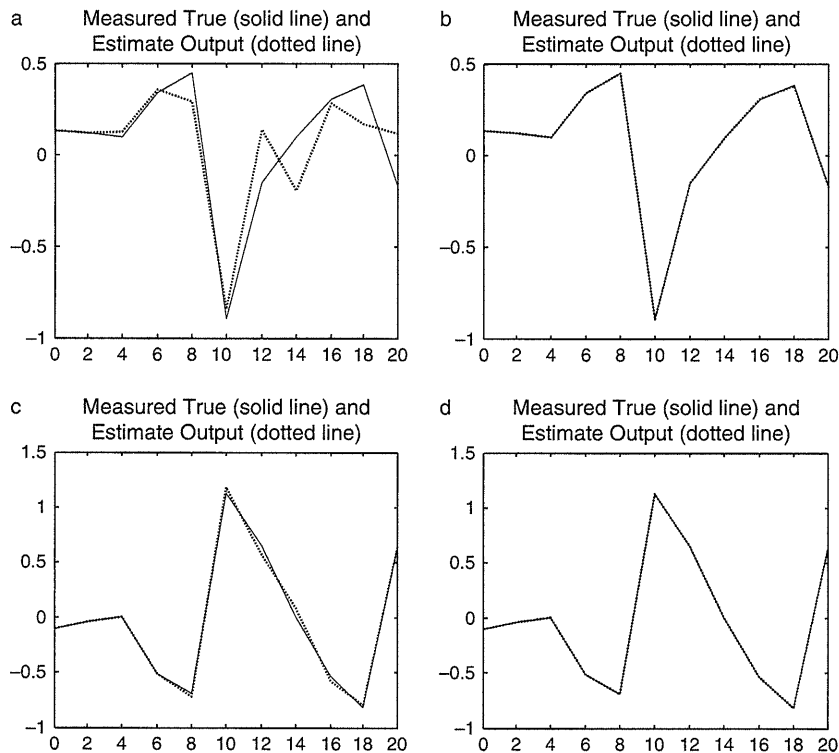 a Measured True (solid line) and
Estimate Output (dotted line)
0.5
0
−0.5
−1
0 2 4 6 8 10 12 14 16 18 20
b Measured True (solid line) and
Estimate Output (dotted line)
0.5
0
−0.5
−1
0 2 4 6 8 10 12 14 16 18 20
c Measured True (solid line) and
Estimate Output (dotted line)
1.5
1
0.5
0
−0.5
−1
0 2 4 6 8 10 12 14 16 18 20
d Measured True (solid line) and
Estimate Output (dotted line)
1.5
1
0.5
0
−0.5
−1
0 2 4 6 8 10 12 14 16 18 20